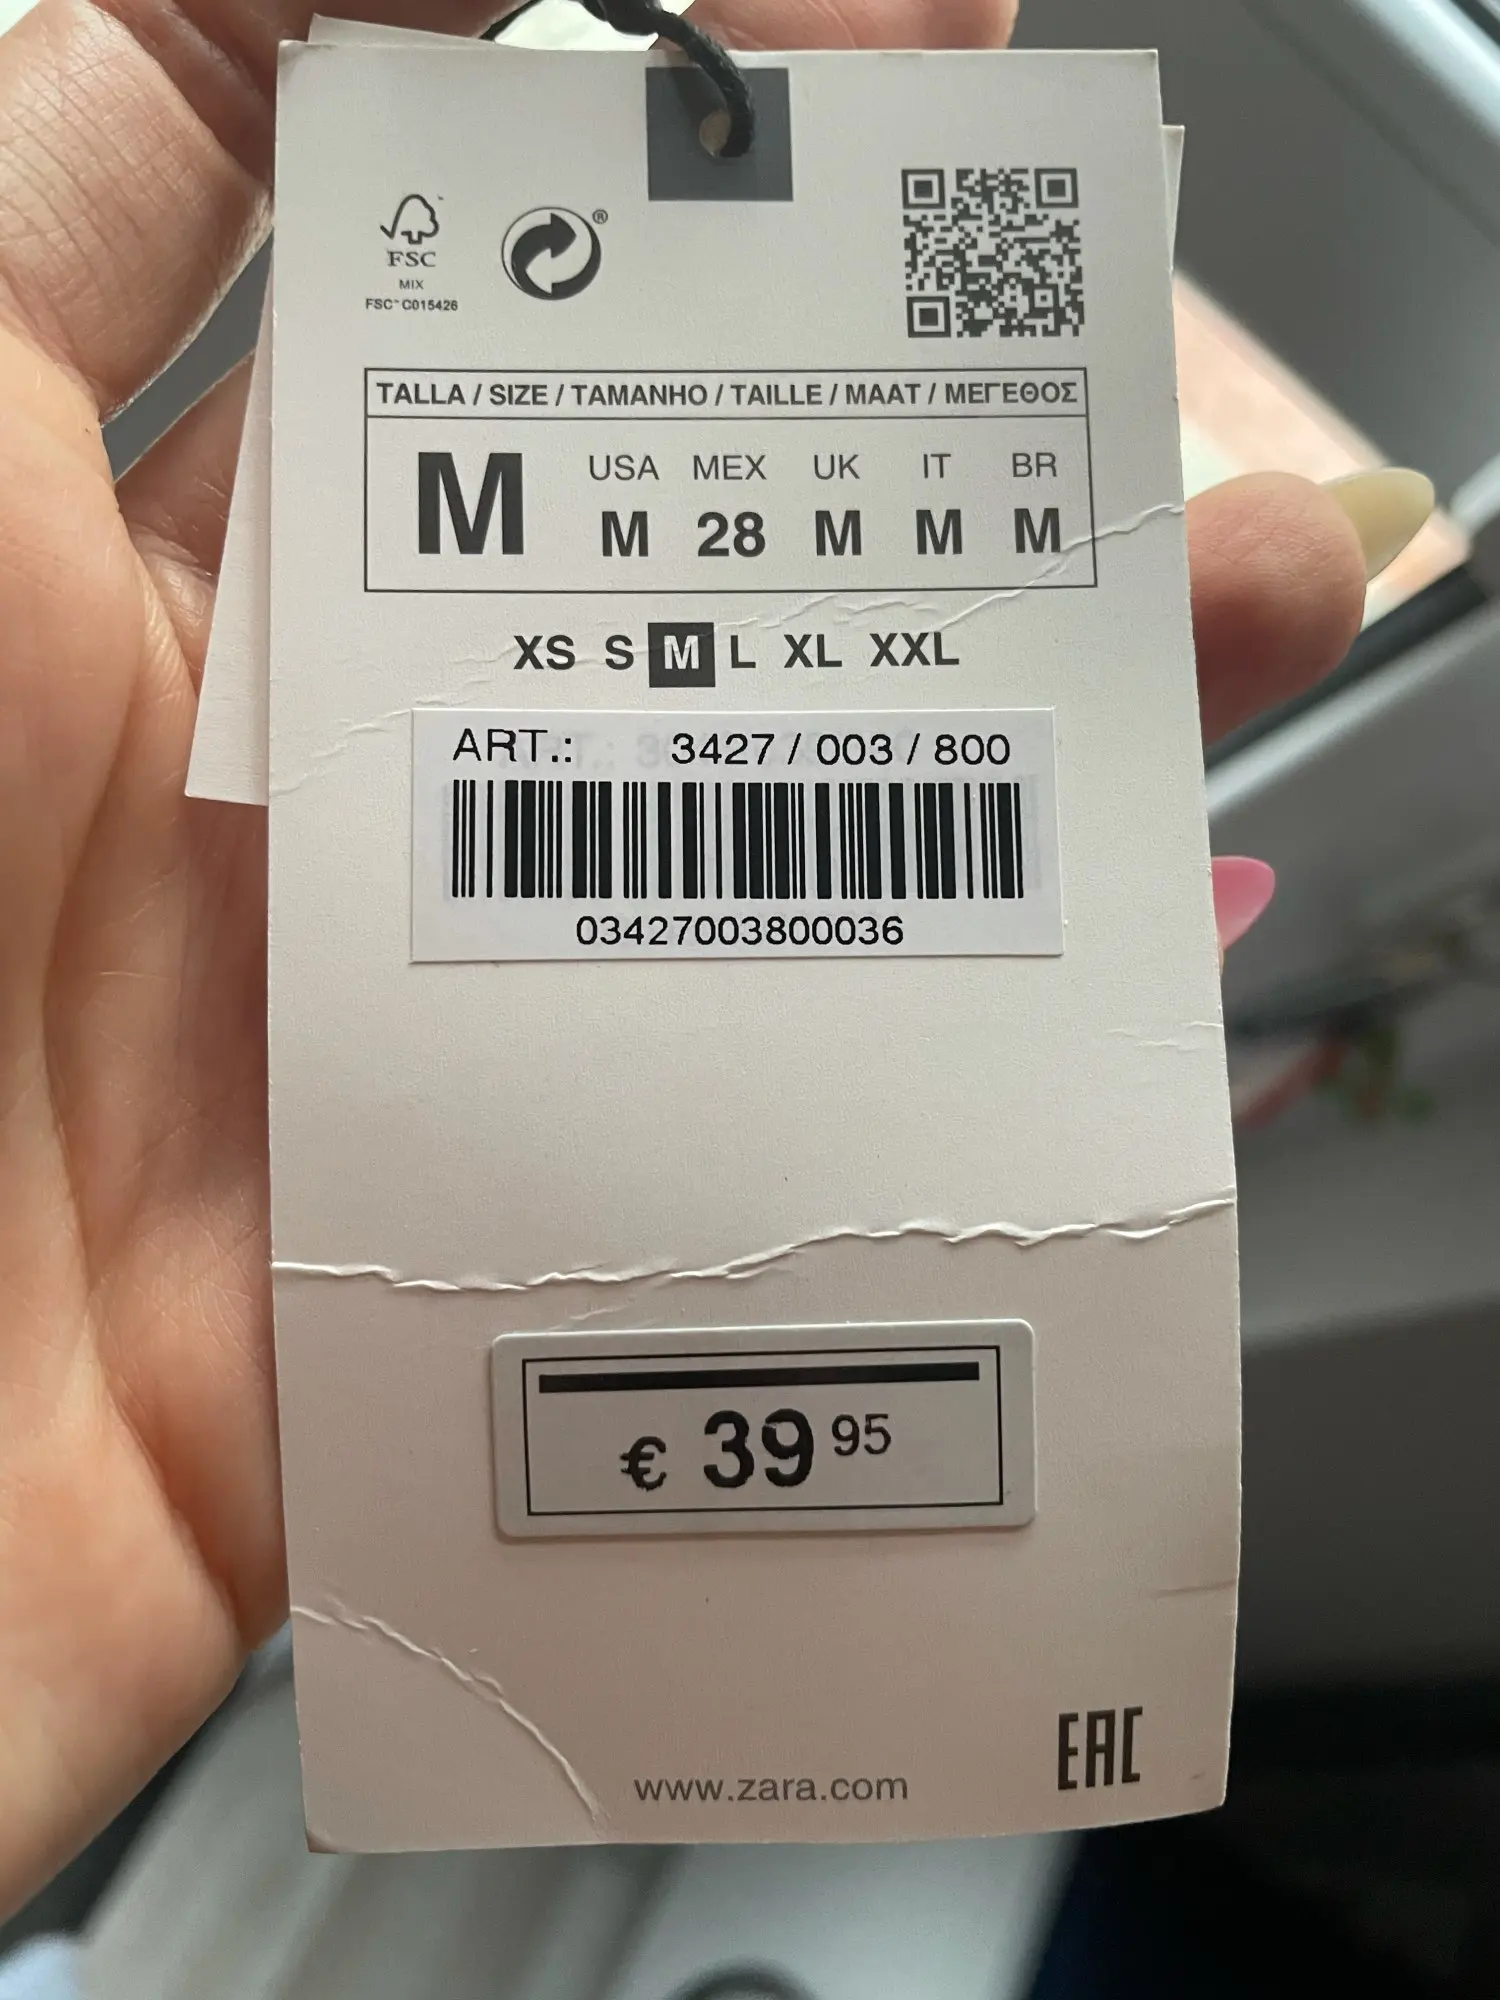 FSC
MIX
FSC™ C015426
®
TALLA / SIZE / TAMANHO / TAILLE / MAAT / ΜΕΓΕΘΟΣ
M
USA MEX UK IT BR
M 28 M M M
XS S M L XL XXL
ART.: 3427 / 003 / 800
03427003800036
€ 39 95
EAC
www.zara.com